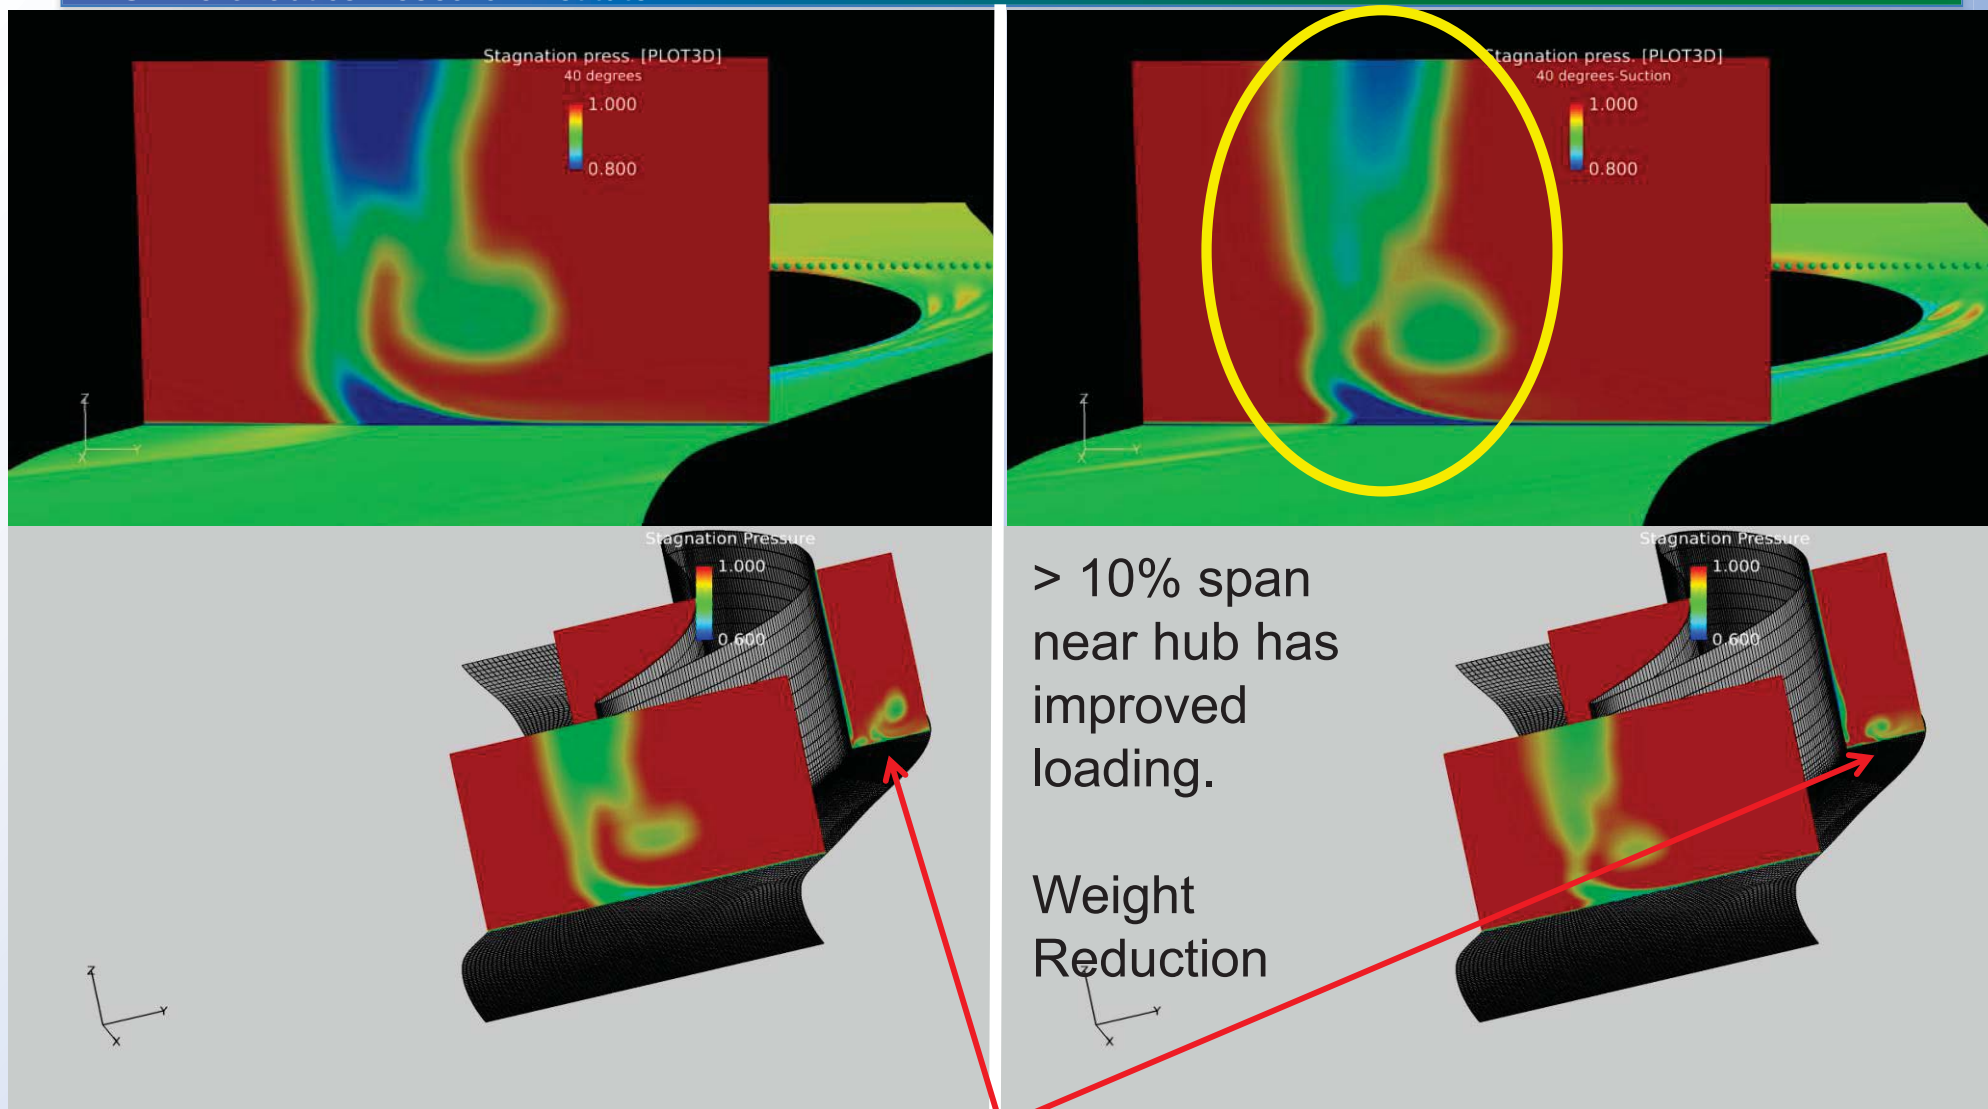 Stagnation press. [PLOT3D]
40 degrees
1.000
0.800
Z
X
Y
Stagnation press. [PLOT3D]
40 degrees-Suction
1.000
0.800
Z
X
Y
Stagnation Pressure
1.000
0.600
Z
Y
X
> 10% span
near hub has
improved
loading.
Weight
Reduction
Stagnation Pressure
1.000
0.600
Z
Y
X